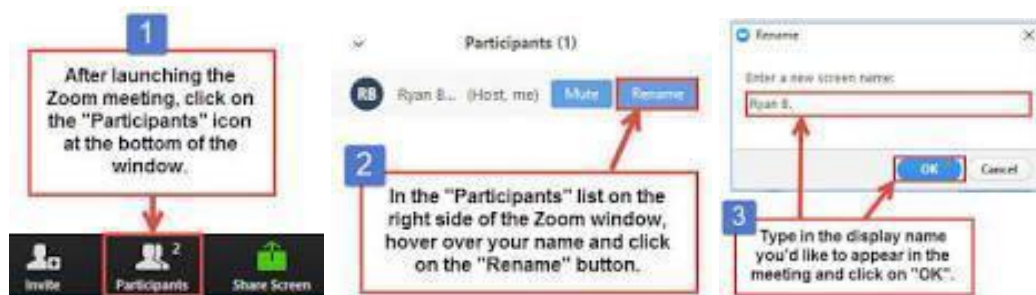 1
After launching the
Zoom meeting, click on
the "Participants" icon
at the bottom of the
window.
2
Invite
Participants
Share Screen
Participants (1)
RB
Ryan B... (Host, me)
Mute
Rename
2
In the "Participants" list on the
right side of the Zoom window,
hover over your name and click
on the "Rename" button.
Rename
Enter a new screen name:
Ryan B.
OK
Cancel
3
Type in the display name
you'd like to appear in the
meeting and click on "OK".